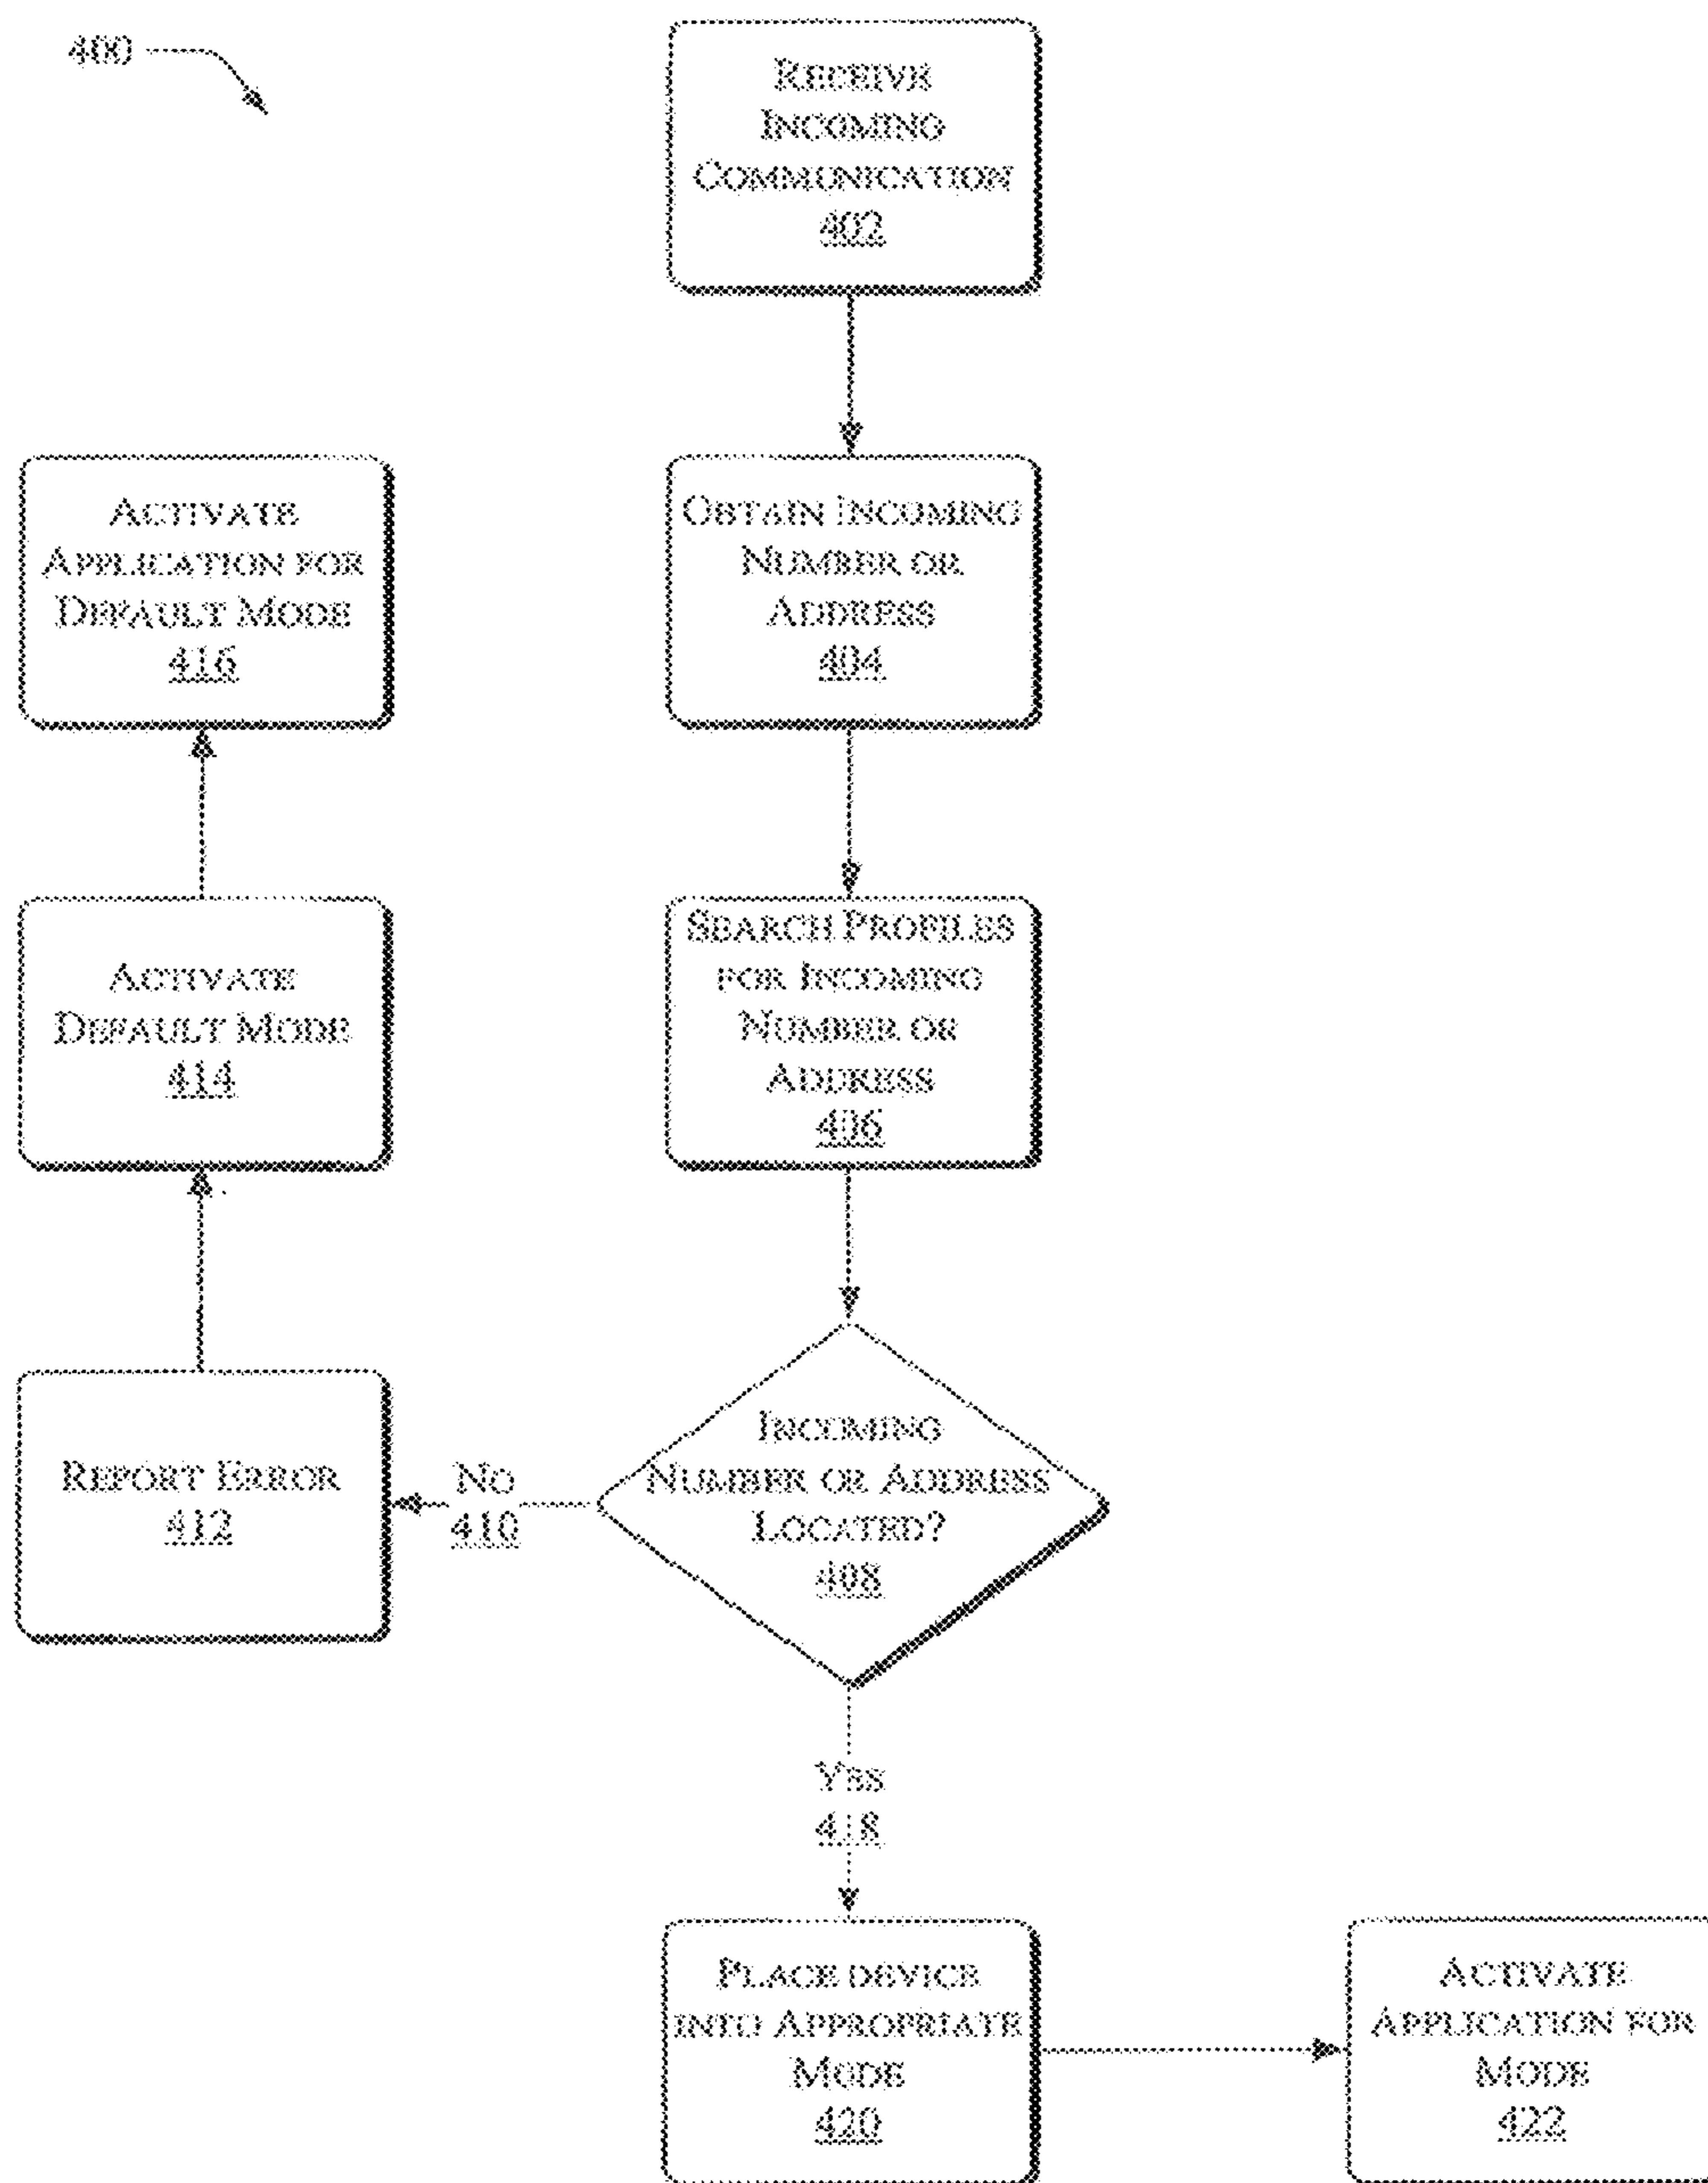 400
RECEIVE
INCOMING
COMMUNICATION
402
OBTAIN INCOMING
NUMBER OR
ADDRESS
404
SEARCH PROFILES
FOR INCOMING
NUMBER OR
ADDRESS
406
INCOMING
NUMBER OR ADDRESS
LOCATED?
408
NO
410
REPORT ERROR
412
ACTIVATE
DEFAULT MODE
414
ACTIVATE
APPLICATION FOR
DEFAULT MODE
416
YES
418
PLACE DEVICE
INTO APPROPRIATE
MODE
420
ACTIVATE
APPLICATION FOR
MODE
422